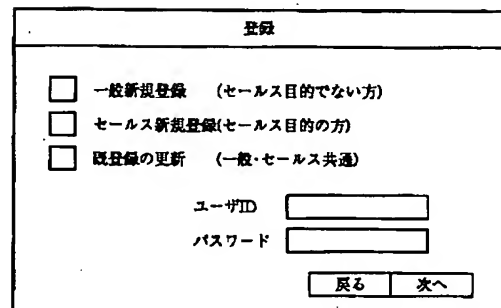 登録
一般新規登録 (セールス目的でない方)
セールス新規登録(セールス目的の方)
既登録の更新 (一般・セールス共通)
ユーザID
パスワード
戻る 次へ